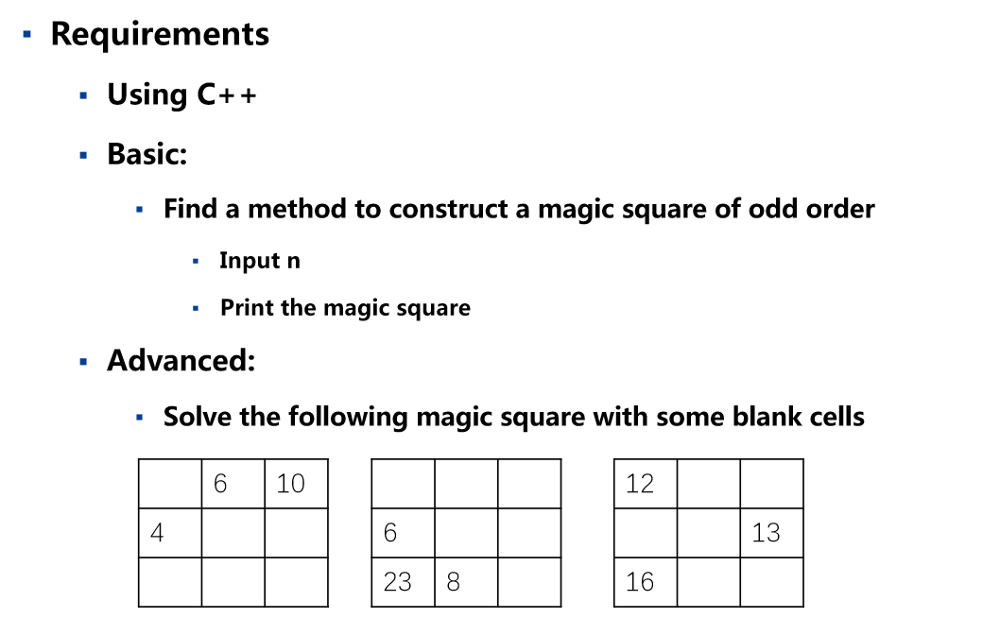 Requirements
Using C++
Basic:
Find a method to construct a magic square of odd order
Input n
Print the magic square
Advanced:
Solve the following magic square with some blank cells
6 10
4
6
23 8
12
13
16